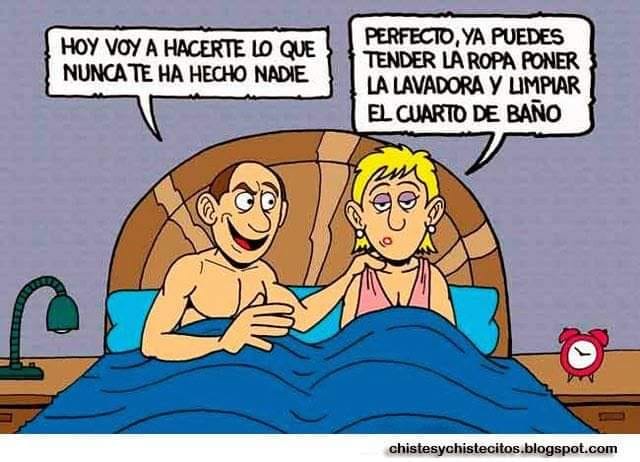 HOY VOY A HACERTE LO QUE
NUNCA TE HA HECHO NADIE
PERFECTO, YA PUEDES
TENDER LA ROPA PONER
LA LAVADORA Y LIMPIAR
EL CUARTO DE BAÑO
chistesychistecitos.blogspot.com